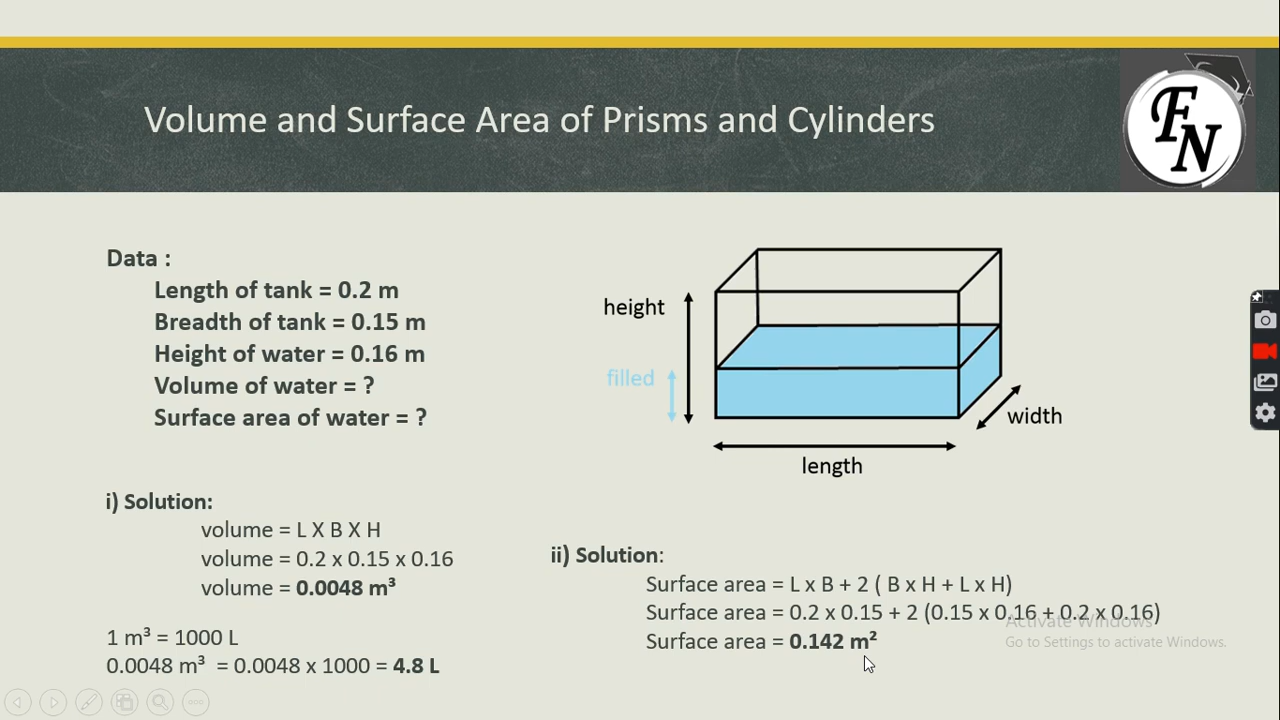 Volume and Surface Area of Prisms and Cylinders
FN
Data :
Length of tank = 0.2 m
Breadth of tank = 0.15 m
Height of water = 0.16 m
Volume of water = ?
Surface area of water = ?
height
filled
width
length
i) Solution:
volume = L X B X H
volume = 0.2 x 0.15 x 0.16
volume = 0.0048 m³
1 m³ = 1000 L
0.0048 m³ = 0.0048 x 1000 = 4.8 L
ii) Solution:
Surface area = L x B + 2 ( B x H + L x H)
Surface area = 0.2 x 0.15 + 2 (0.15 x 0.16 + 0.2 x 0.16)
Surface area = 0.142 m²
Activate Windows
Go to Settings to activate Windows.